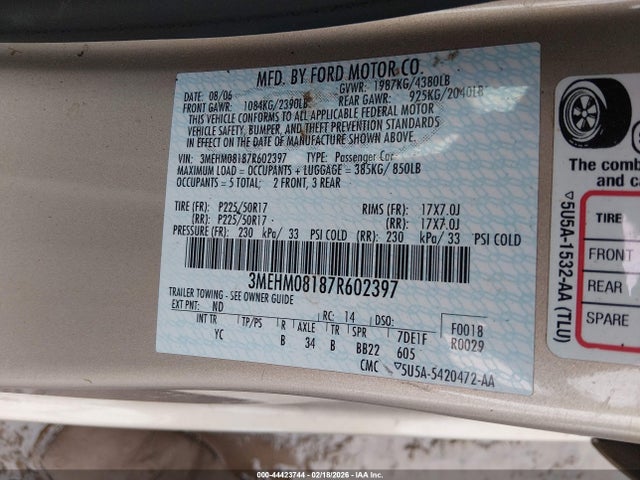 MFD. BY FORD MOTOR CO.
08/06 GVWR: 1987KG/4380LB
FRONT GAWR: 1084KG/2390LB REAR GAWR: 925KG/2040LB
THIS VEHICLE CONFORMS TO ALL APPLICABLE FEDERAL MOTOR
VEHICLE SAFETY, BUMPER, AND THEFT PREVENTION STANDARDS
IN EFFECT ON THE DATE OF MANUFACTURE SHOWN ABOVE.
VIN: 3MEHM08187R602397 TYPE: Passenger Car
MAXIMUM LOAD = OCCUPANTS + LUGGAGE = 385KG/ 850LB
OCCUPANTS = 5 TOTAL; 2 FRONT, 3 REAR
TIRE (FR): P225/50R17 RIMS (FR): 17X7.0J
(RR): P225/50R17 (RR): 17X7.0J
PRESSURE (FR): 230 kPa/ 33 PSI COLD (RR): 230 kPa/ 33 PSI COLD
3MEHM08187R602397
TRAILER TOWING - SEE OWNER GUIDE
EXT PNT: ND RC: 14 DSO: F0018
INT TR TP/PS R AXLE TR SPR 7DE1F R0029
YC B 34 B BB22 605
CMC ▽5U5A-5420472-AA
The comb
and ca
TIRE
FRONT
REAR
SPARE
▽5U5A-1532-AA (TLU)
000-44423744 - 02/18/2026 - IAA Inc.